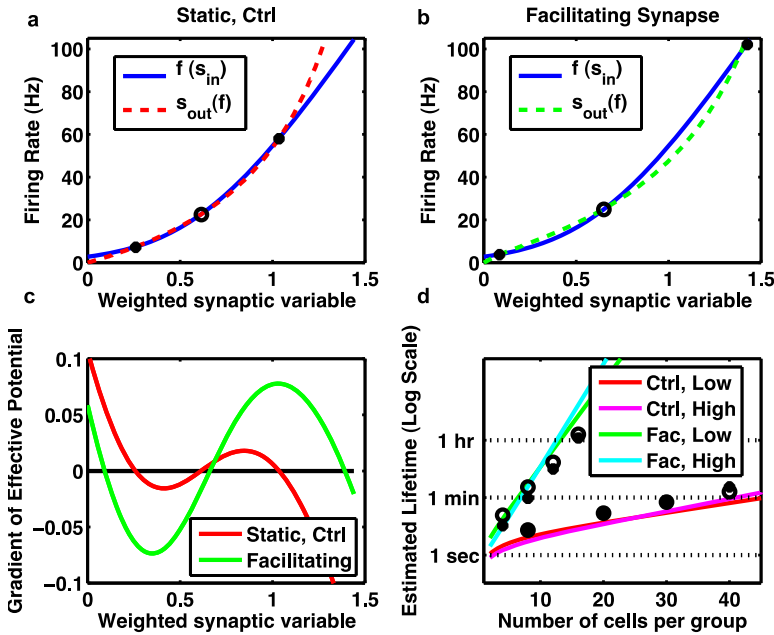 a
Static, Ctrl
Firing Rate (Hz)
100
80
60
40
20
0
f (s_in)
s_out(f)
0
0.5
1
1.5
Weighted synaptic variable
b
Facilitating Synapse
Firing Rate (Hz)
100
80
60
40
20
0
f (s_in)
s_out(f)
0
0.5
1
1.5
Weighted synaptic variable
c
Gradient of Effective Potential
0.1
0.05
0
−0.05
−0.1
Static, Ctrl
Facilitating
0
0.5
1
1.5
Weighted synaptic variable
d
Estimated Lifetime (Log Scale)
1 hr
1 min
1 sec
Ctrl, Low
Ctrl, High
Fac, Low
Fac, High
10
20
30
40
Number of cells per group